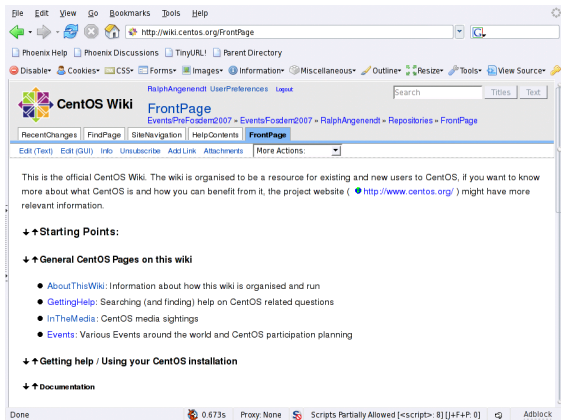 File Edit View Go Bookmarks Tools Help
http://wiki.centos.org/FrontPage G
Phoenix Help Phoenix Discussions TinyURL! Parent Directory
Disable Cookies CSS Forms Images Information Miscellaneous Outline Resize Tools View Source
RalphAngenendt UserPreferences Logout
Search Titles Text
CentOS Wiki
FrontPage
Events/PreFosdem2007 » Events/Fosdem2007 » RalphAngenendt » Repositories » FrontPage
RecentChanges FindPage SiteNavigation HelpContents FrontPage
Edit (Text) Edit (GUI) Info Unsubscribe Add Link Attachments More Actions:
This is the official CentOS Wiki. The wiki is organised to be a resource for existing and new users to CentOS, if you want to know
more about what CentOS is and how you can benefit from it, the project website ( http://www.centos.org/ ) might have more
relevant information.
Starting Points:
General CentOS Pages on this wiki
AboutThisWiki: Information about how this wiki is organised and run
GettingHelp: Searching (and finding) help on CentOS related questions
InTheMedia: CentOS media sightings
Events: Various Events around the world and CentOS participation planning
Getting help / Using your CentOS installation
Documentation
Done 0.673s Proxy: None Scripts Partially Allowed [<script>: 8] [J+F+P: 0] Adblock